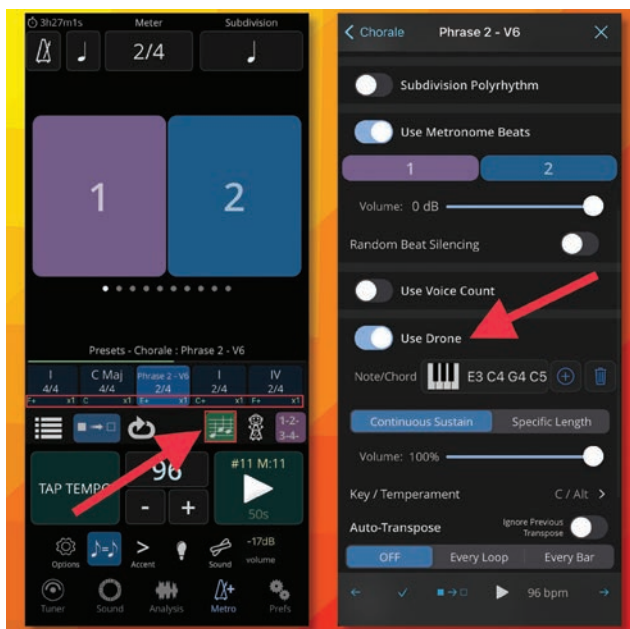 3h27m1s Meter Subdivision
2/4
1 2
Presets - Chorale : Phrase 2 - V6
I C Maj Phrase 2 - V6 I IV
4/4 4/4 2/4 2/4 2/4
F+ x1 C x1 E+ x1 C+ x1 F+ x1
1-2-
3-4-
TAP TEMPO 96 #11 M:11
- +
50s
-17dB
Options Accent Sound volume
Tuner Sound Analysis Metro Prefs
Chorale Phrase 2 - V6
Subdivision Polyrhythm
Use Metronome Beats
1 2
Volume: 0 dB
Random Beat Silencing
Use Voice Count
Use Drone
Note/Chord E3 C4 G4 C5
Continuous Sustain Specific Length
Volume: 100%
Key / Temperament C / Alt >
Auto-Transpose Ignore Previous Transpose
OFF Every Loop Every Bar
96 bpm